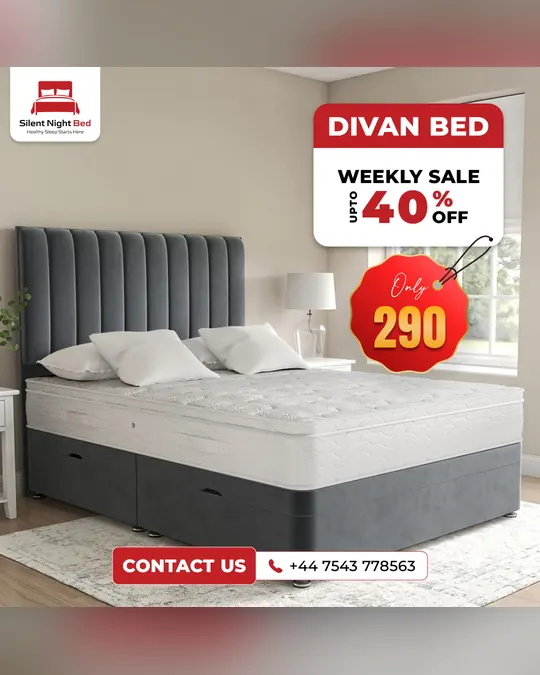 Silent Night Bed
Healthy Sleep Starts Here
DIVAN BED
WEEKLY SALE
UPTO 40% OFF
Only
290
CONTACT US
+44 7543 778563